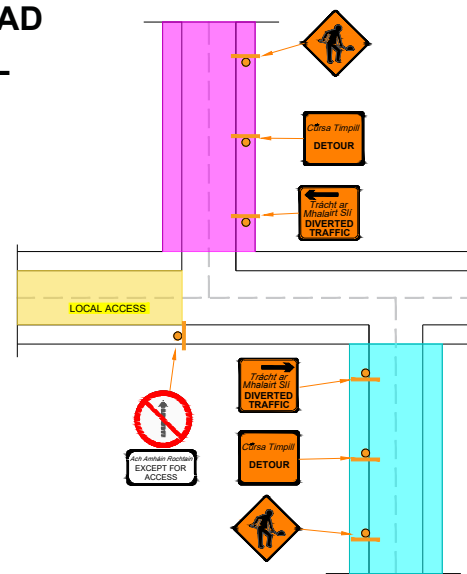 AD
Cúrsa Timpill
DETOUR
Trácht ar
Mhalairt Slí
DIVERTED
TRAFFIC
LOCAL ACCESS
Trácht ar
Mhalairt Slí
DIVERTED
TRAFFIC
Ach Amháin Rochtain
EXCEPT FOR
ACCESS
Cúrsa Timpill
DETOUR